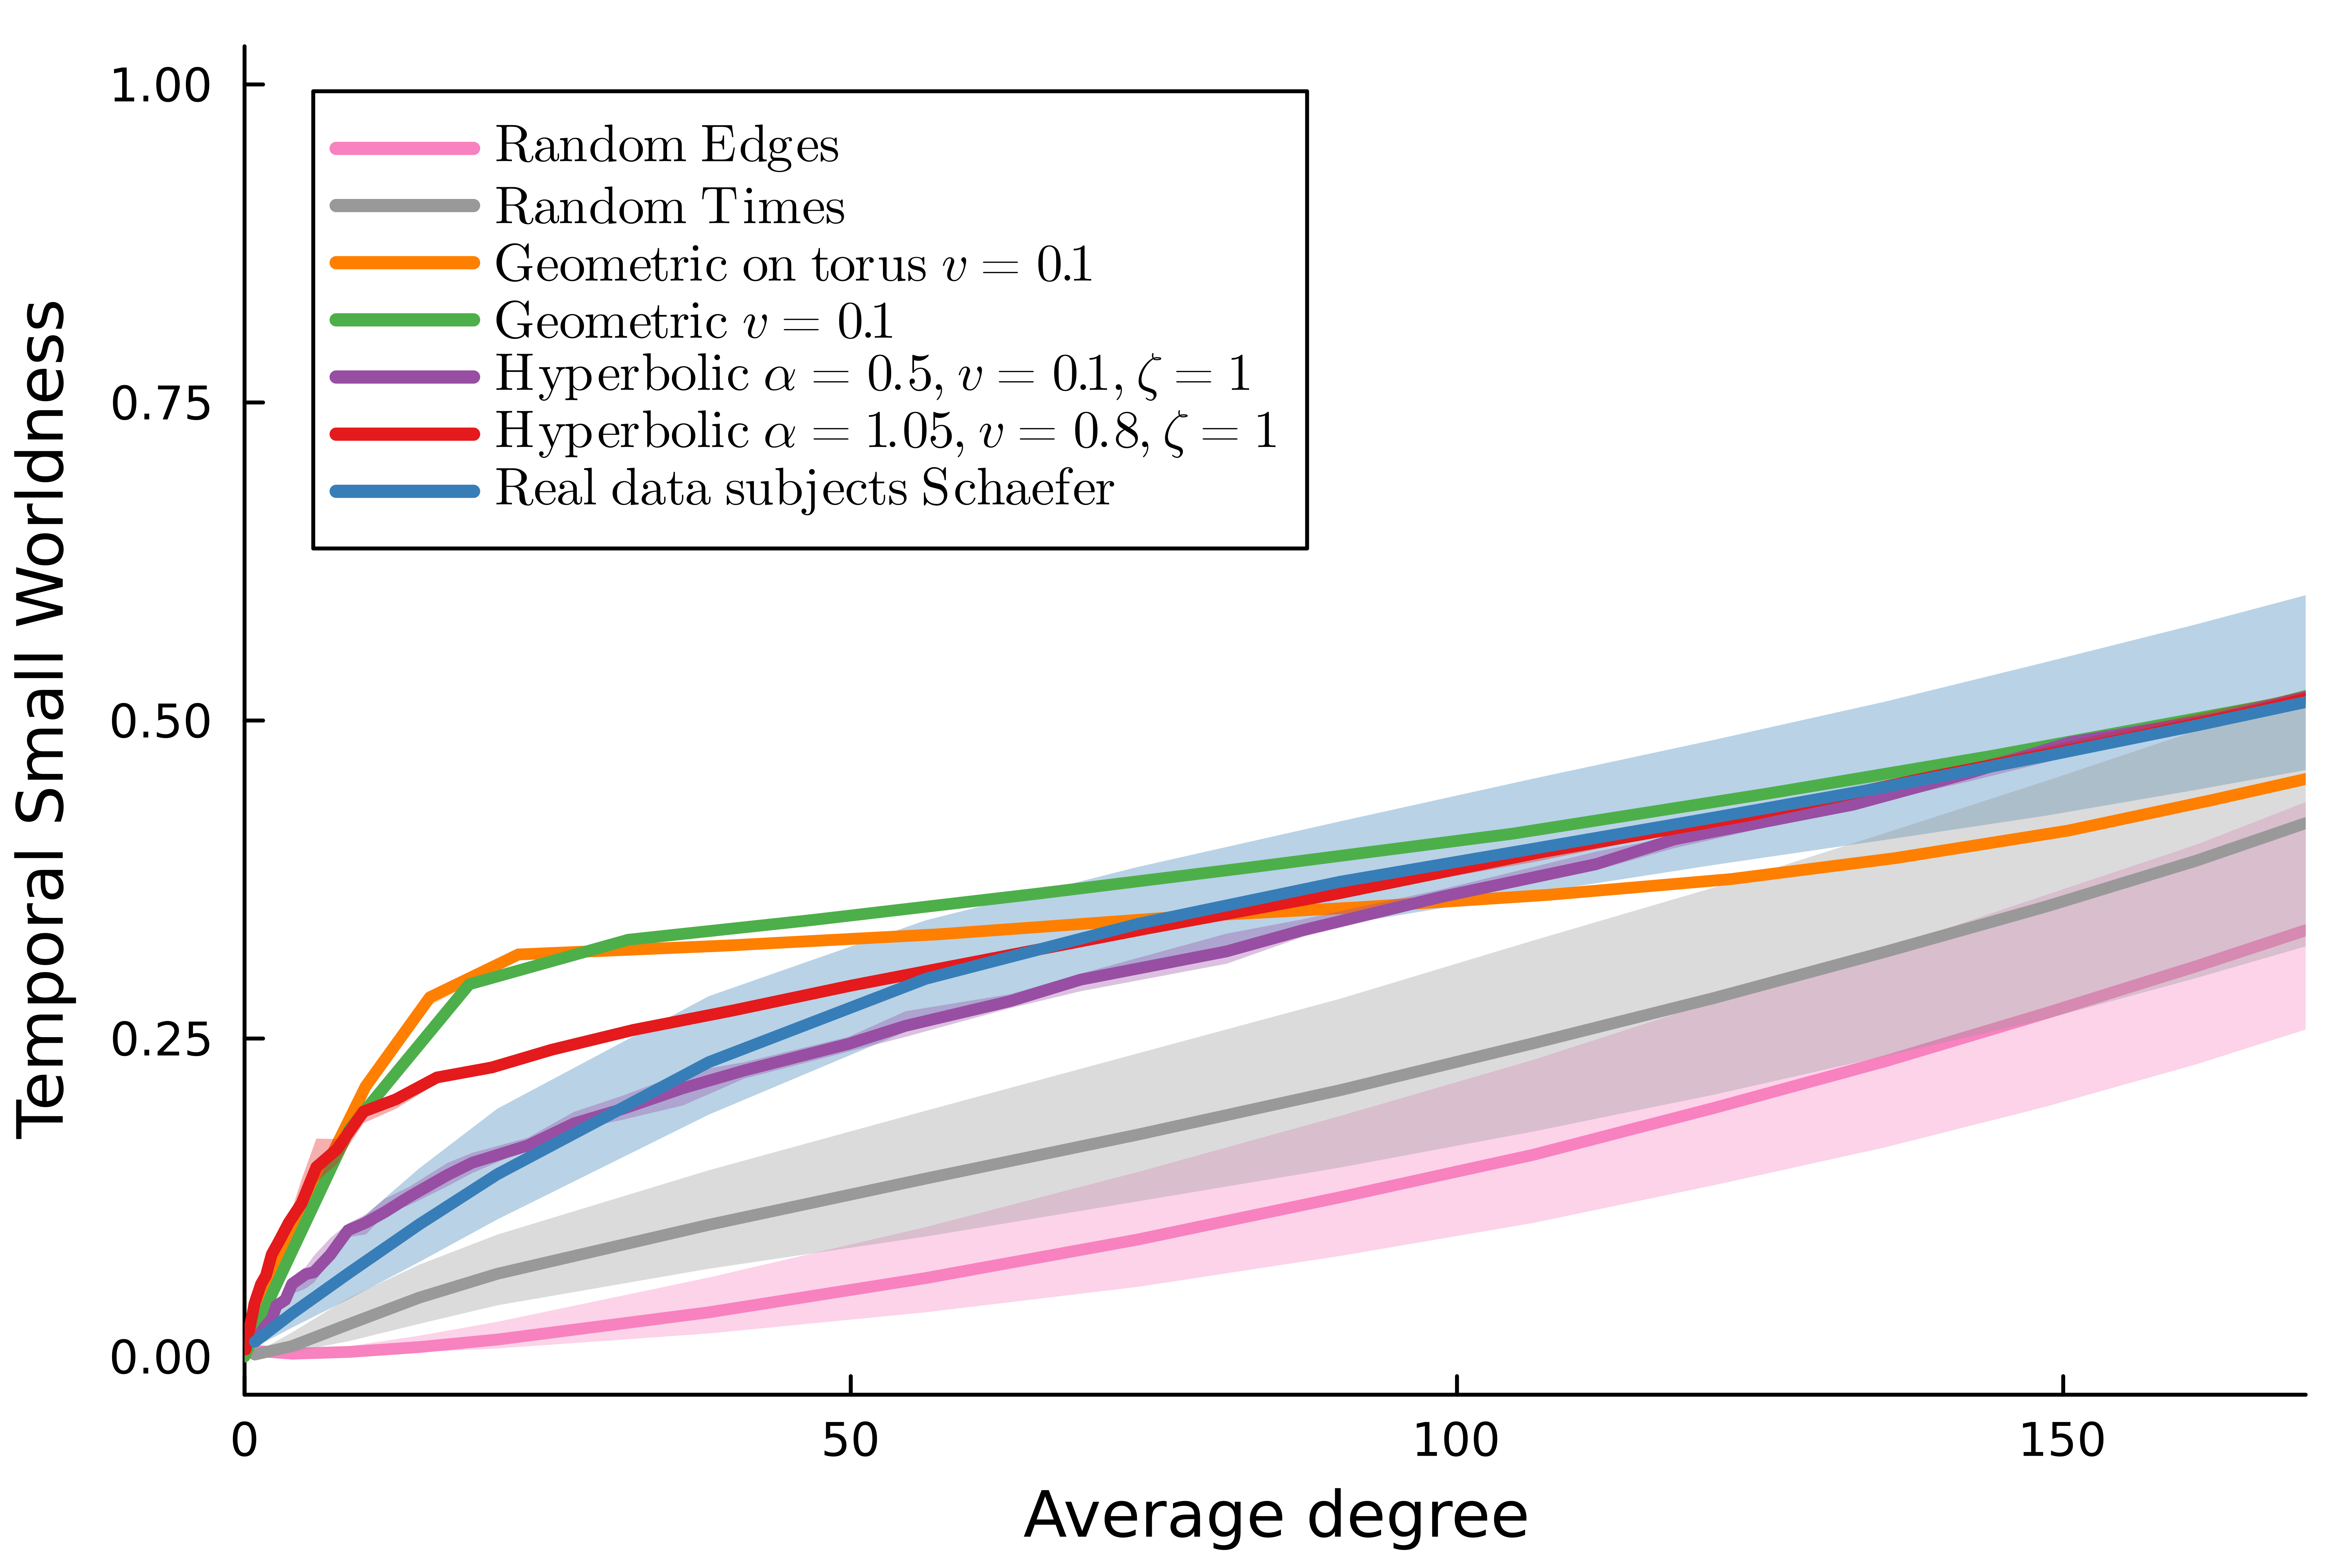 Temporal Small Worldness
1.00
0.75
0.50
0.25
0.00
Random Edges
Random Times
Geometric on torus v = 0.1
Geometric v = 0.1
Hyperbolic α = 0.5, v = 0.1, ζ = 1
Hyperbolic α = 1.05, v = 0.8, ζ = 1
Real data subjects Schaefer
0 50 100 150
Average degree